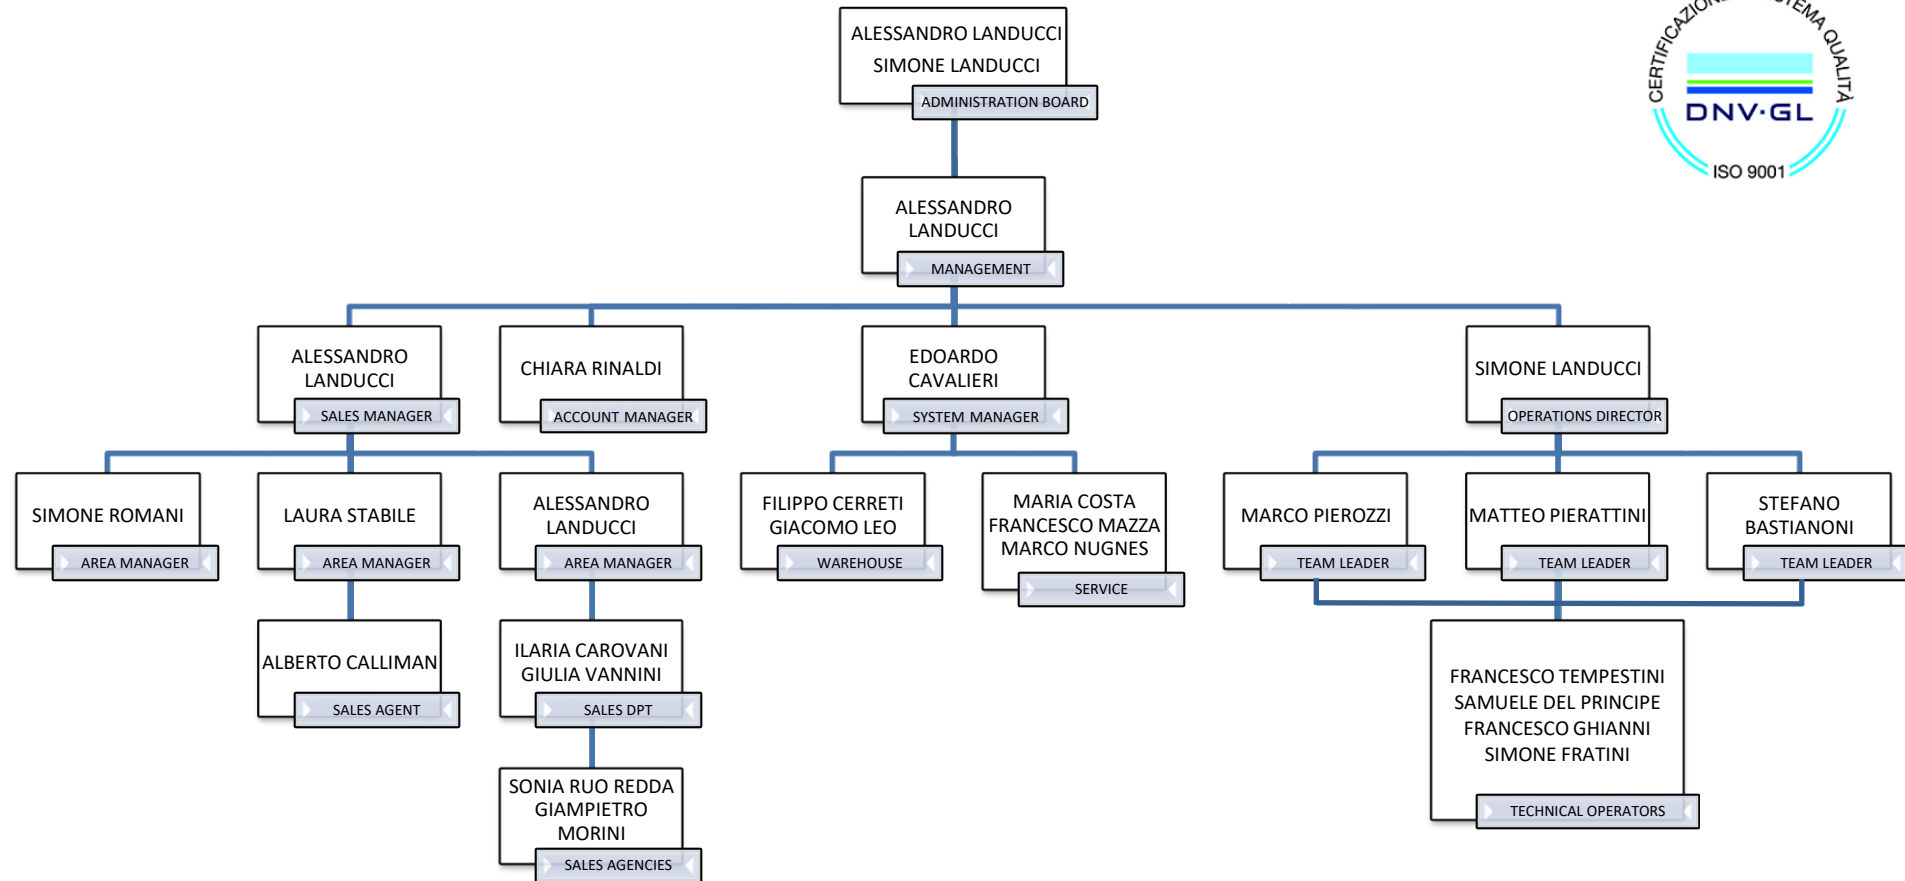 ALESSANDRO LANDUCCI
SIMONE LANDUCCI
ADMINISTRATION BOARD
CERTIFICAZIONE
QUALITÀ
DNV·GL
ISO 9001
ALESSANDRO
LANDUCCI
MANAGEMENT
ALESSANDRO
LANDUCCI
SALES MANAGER
CHIARA RINALDI
ACCOUNT MANAGER
EDOARDO
CAVALIERI
SYSTEM MANAGER
SIMONE LANDUCCI
OPERATIONS DIRECTOR
SIMONE ROMANI
AREA MANAGER
LAURA STABILE
AREA MANAGER
ALESSANDRO
LANDUCCI
AREA MANAGER
FILIPPO CERRETI
GIACOMO LEO
WAREHOUSE
MARIA COSTA
FRANCESCO MAZZA
MARCO NUGNES
SERVICE
MARCO PIEROZZI
TEAM LEADER
MATTEO PIERATTINI
TEAM LEADER
STEFANO
BASTIANONI
TEAM LEADER
ALBERTO CALLIMAN
SALES AGENT
ILARIA CAROVANI
GIULIA VANNINI
SALES DPT
FRANCESCO TEMPESTINI
SAMUELE DEL PRINCIPE
FRANCESCO GHIANNI
SIMONE FRATINI
TECHNICAL OPERATORS
SONIA RUO REDDA
GIAMPIETRO
MORINI
SALES AGENCIES